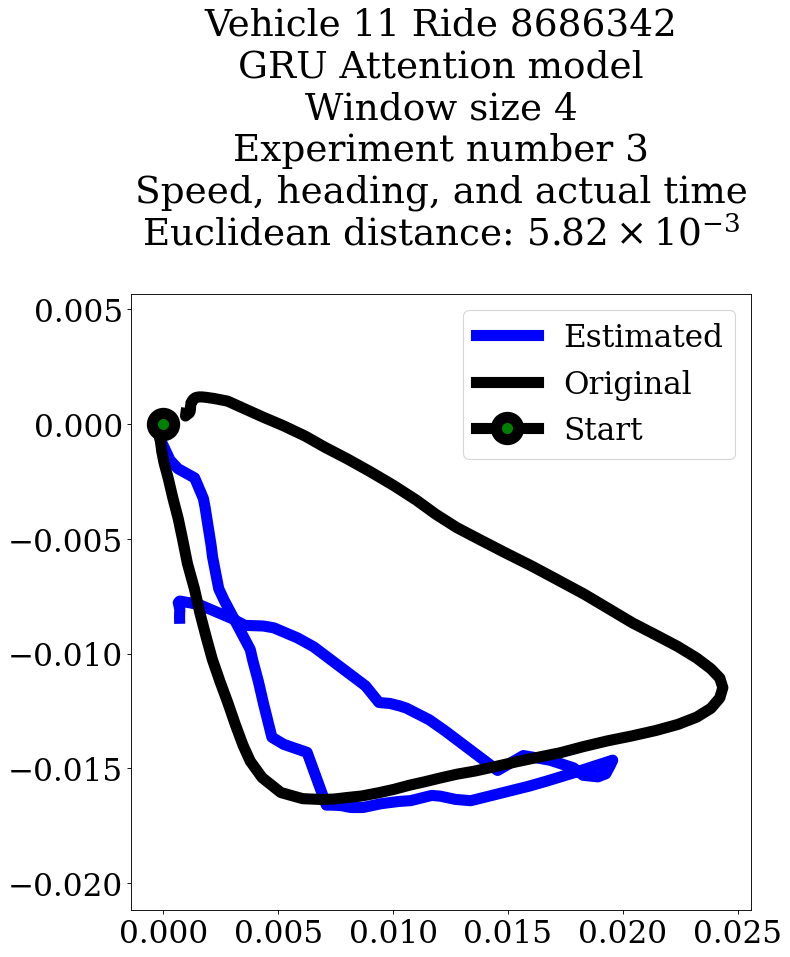 Vehicle 11 Ride 8686342
GRU Attention model
Window size 4
Experiment number 3
Speed, heading, and actual time
Euclidean distance: 5.82 × 10⁻³
0.005
0.000
−0.005
−0.010
−0.015
−0.020
Estimated
Original
Start
0.000 0.005 0.010 0.015 0.020 0.025